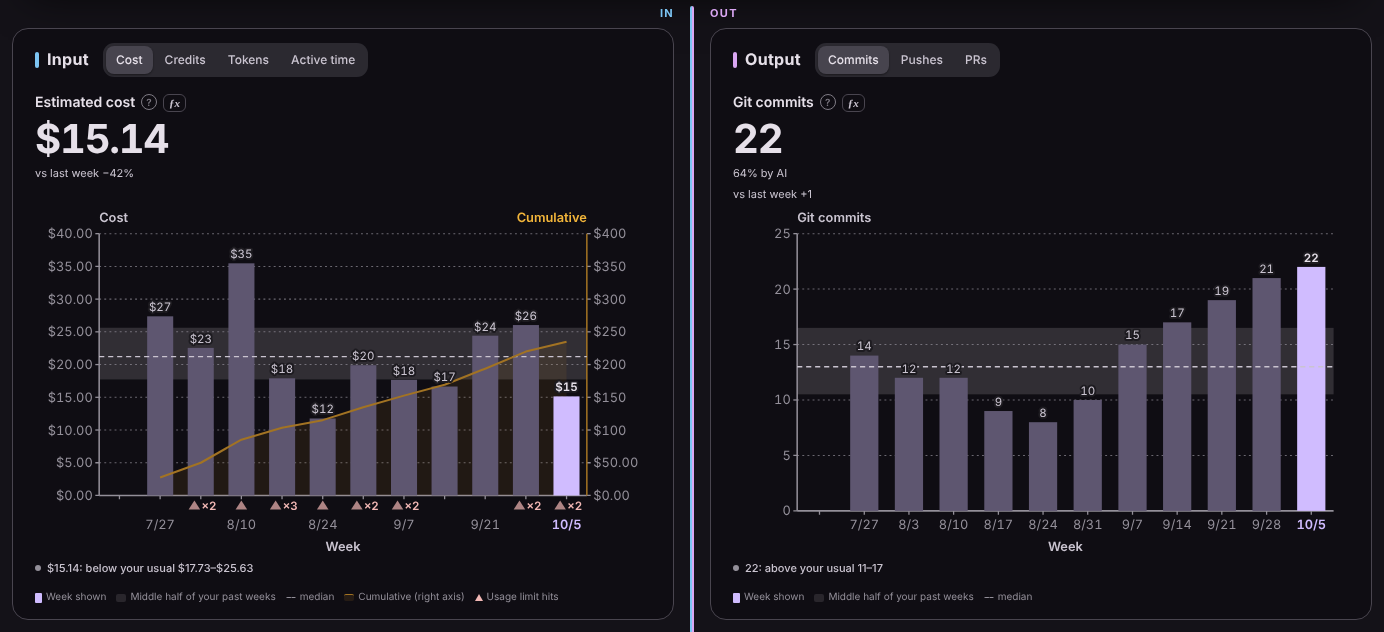 IN
OUT
Input Cost Credits Tokens Active time
Estimated cost ? ƒx
$15.14
vs last week −42%
Cost
Cumulative
$40.00
$35.00
$30.00
$25.00
$20.00
$15.00
$10.00
$5.00
$0.00
$400
$350
$300
$250
$200
$150
$100
$50.00
$0.00
$27
$23
$35
$18
$12
$20
$18
$17
$24
$26
$15
×2
×3
×2
×2
×2
×2
7/27 8/10 8/24 9/7 9/21 10/5
Week
$15.14: below your usual $17.73–$25.63
Week shown Middle half of your past weeks median Cumulative (right axis) Usage limit hits
Output Commits Pushes PRs
Git commits ? ƒx
22
64% by AI
vs last week +1
Git commits
25
20
15
10
5
0
14
12
12
9
8
10
15
17
19
21
22
7/27 8/3 8/10 8/17 8/24 8/31 9/7 9/14 9/21 9/28 10/5
Week
22: above your usual 11–17
Week shown Middle half of your past weeks median